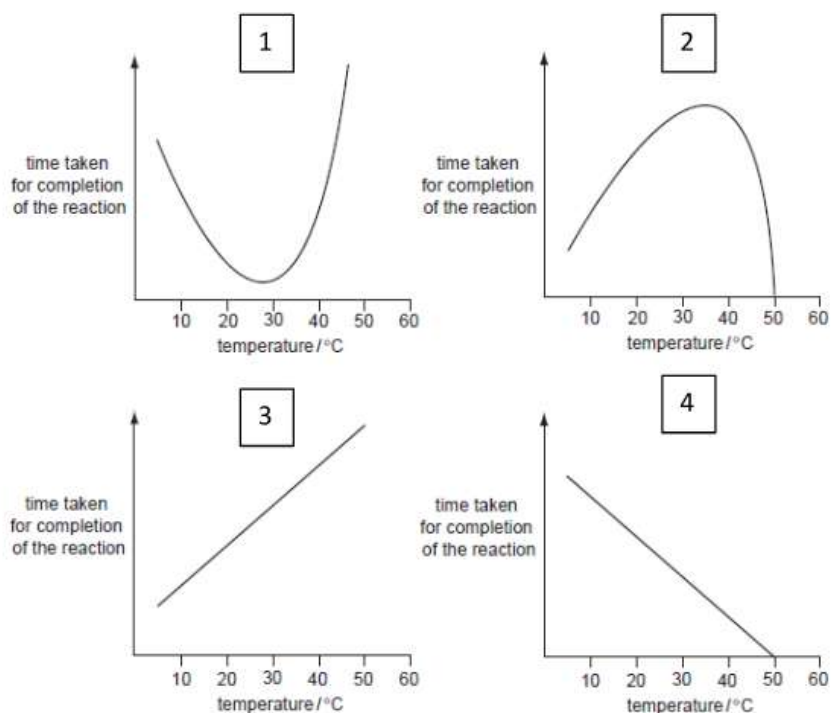 1
time taken
for completion
of the reaction
10 20 30 40 50 60
temperature/°C
2
time taken
for completion
of the reaction
10 20 30 40 50 60
temperature/°C
3
time taken
for completion
of the reaction
10 20 30 40 50 60
temperature/°C
4
time taken
for completion
of the reaction
10 20 30 40 50 60
temperature/°C